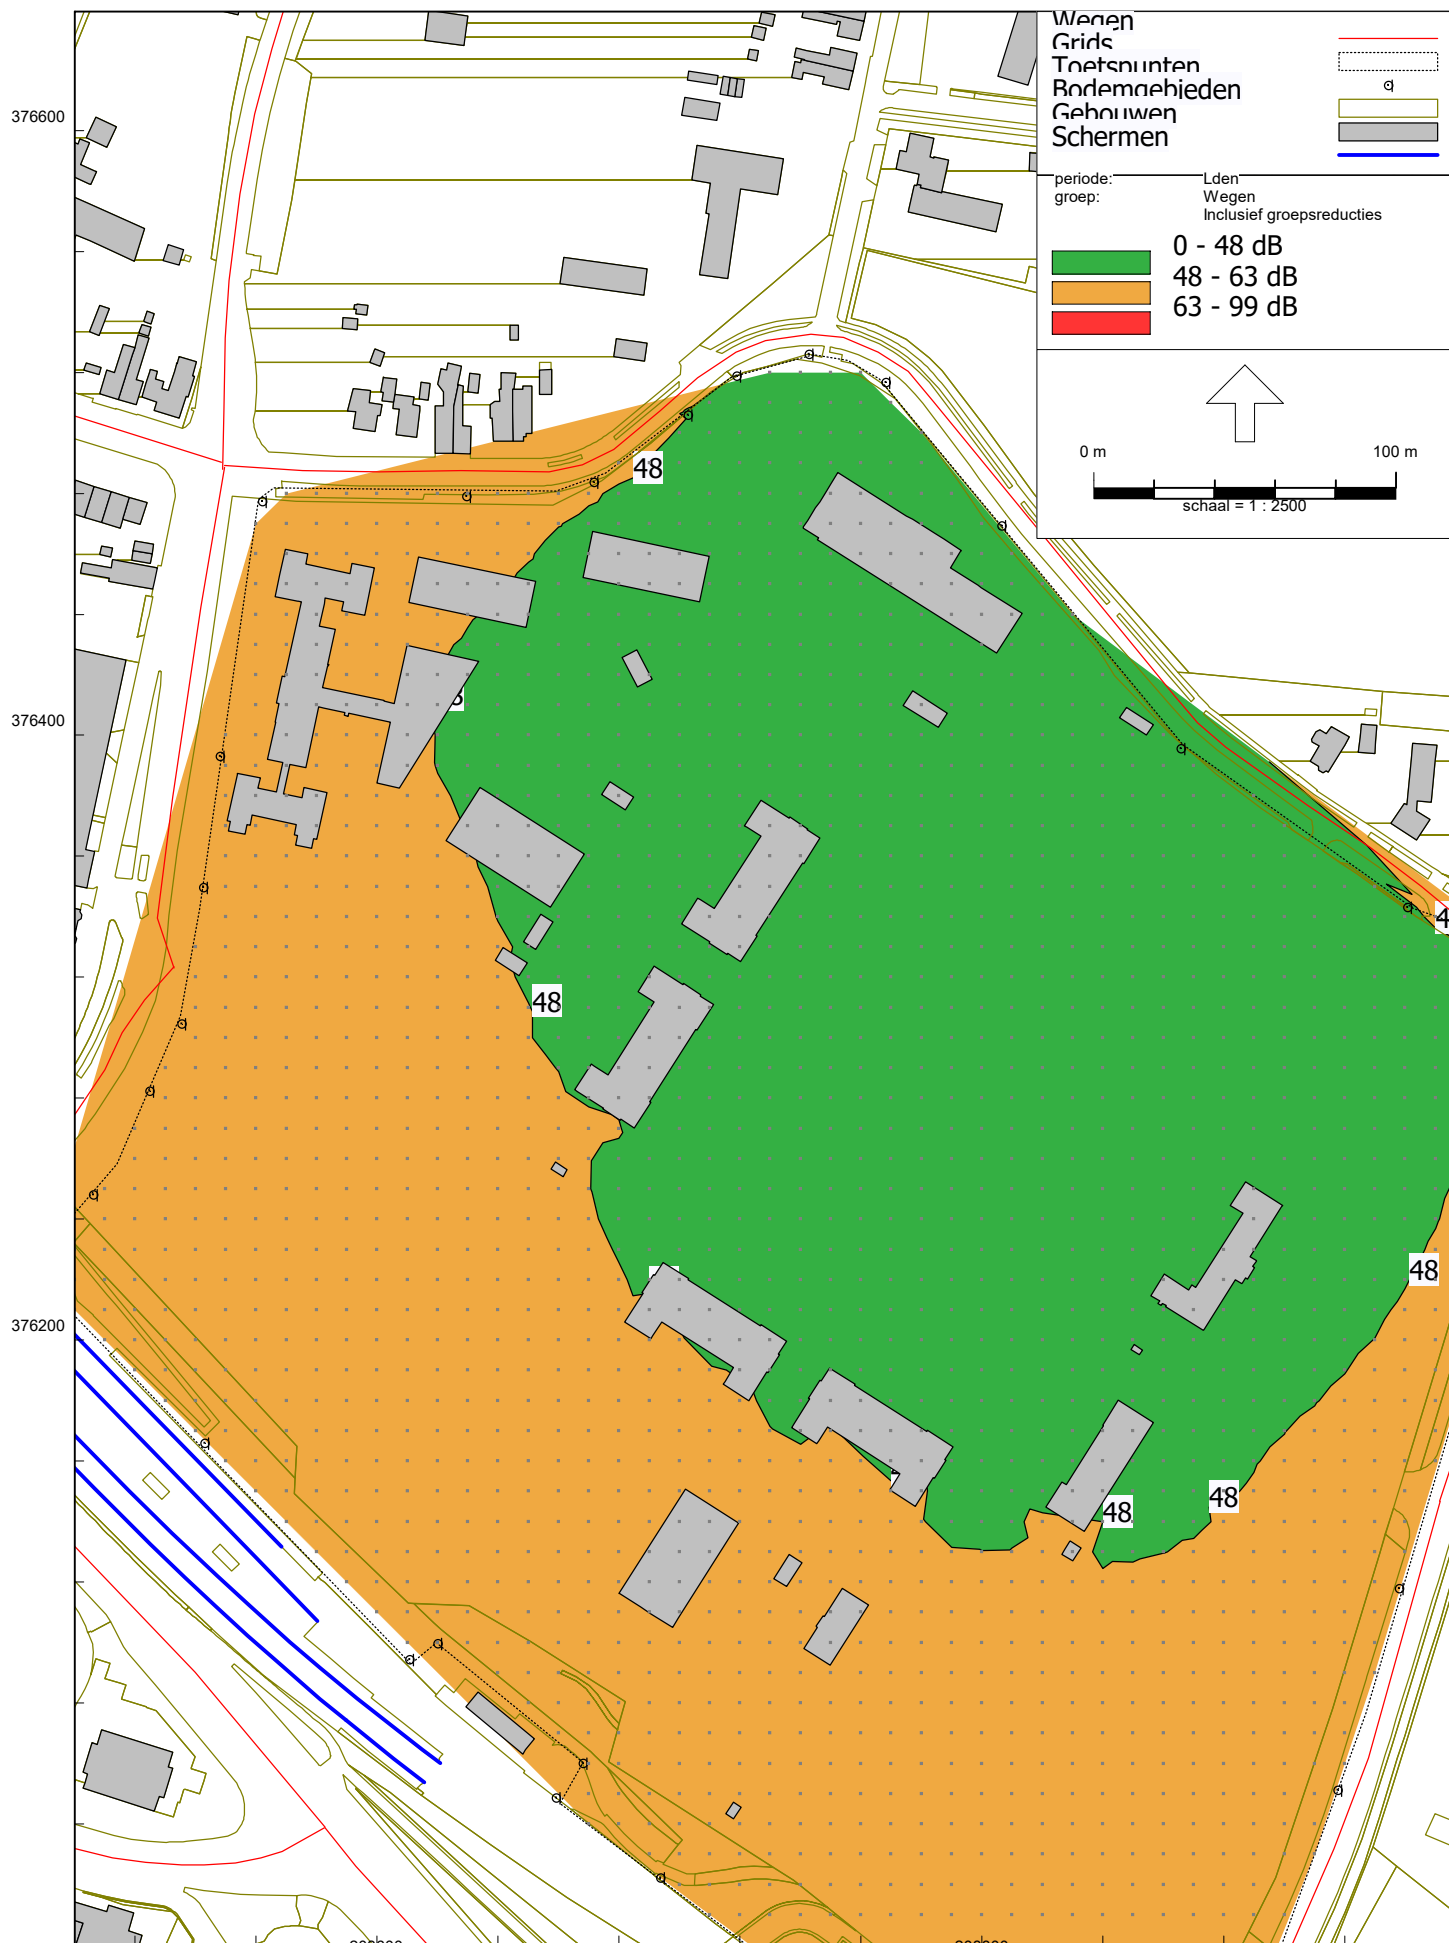 Wegen
Grids
Toetspunten
Bodemgebieden
Gebouwen
Schermen
periode: Lden
groep: Wegen
Inclusief groepsreducties
0 - 48 dB
48 - 63 dB
63 - 99 dB
0 m 100 m
schaal = 1 : 2500
376600
48
376400
48
48
376200
48
48